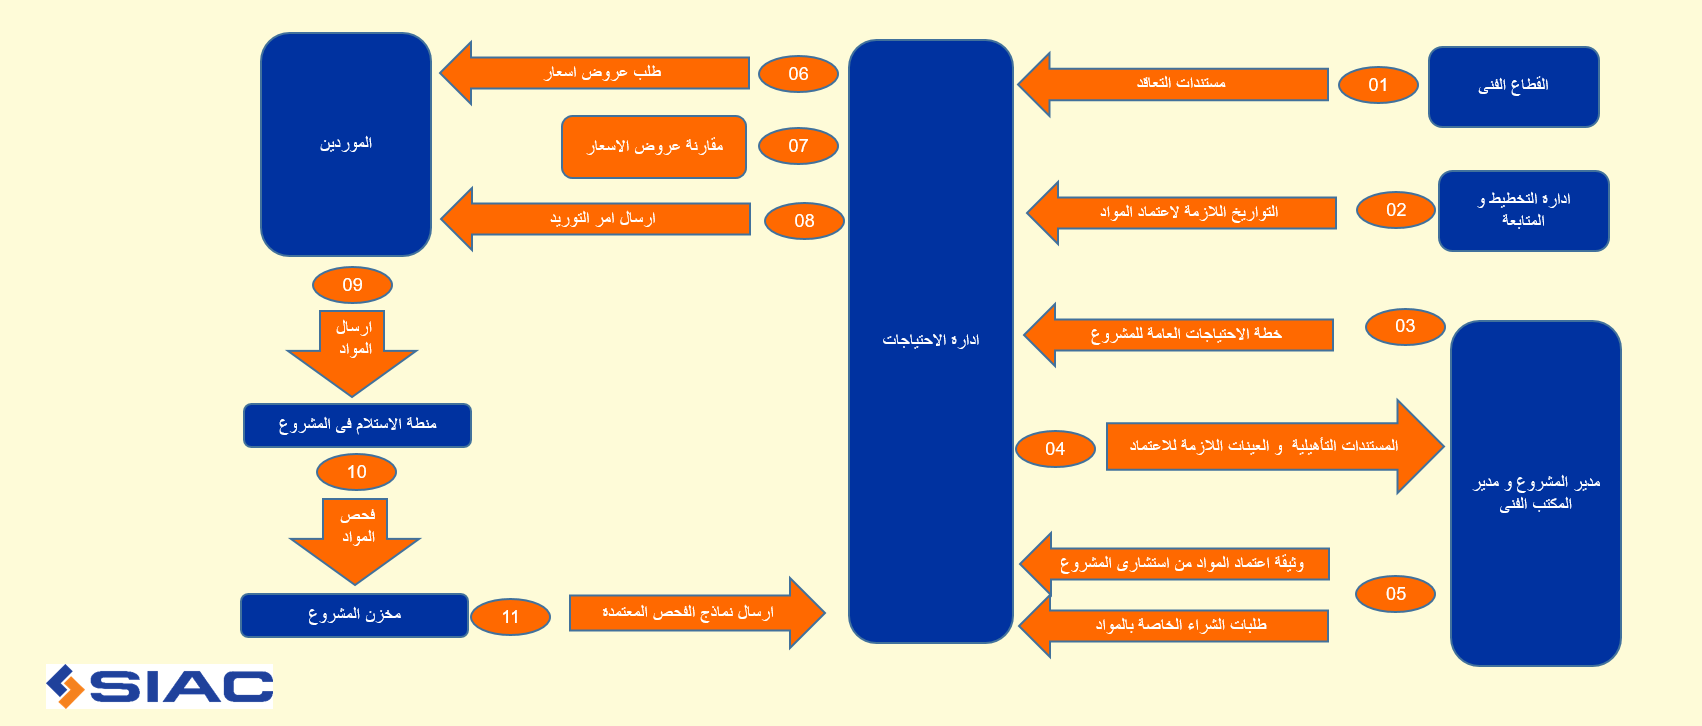 القطاع الفنى
01
مستندات التعاقد
ادارة التخطيط و
المتابعة
02
التواريخ اللازمة لاعتماد المواد
03
خطة الاحتياجات العامة للمشروع
مدير المشروع و مدير
المكتب الفنى
04
المستندات التأهيلية و العينات اللازمة للاعتماد
05
وثيقة اعتماد المواد من استشارى المشروع
طلبات الشراء الخاصة بالمواد
ادارة الاحتياجات
06
طلب عروض اسعار
07
مقارنة عروض الاسعار
08
ارسال امر التوريد
الموردين
09
ارسال
المواد
منطة الاستلام فى المشروع
10
فحص
المواد
مخزن المشروع
11
ارسال نماذج الفحص المعتمدة
SIAC